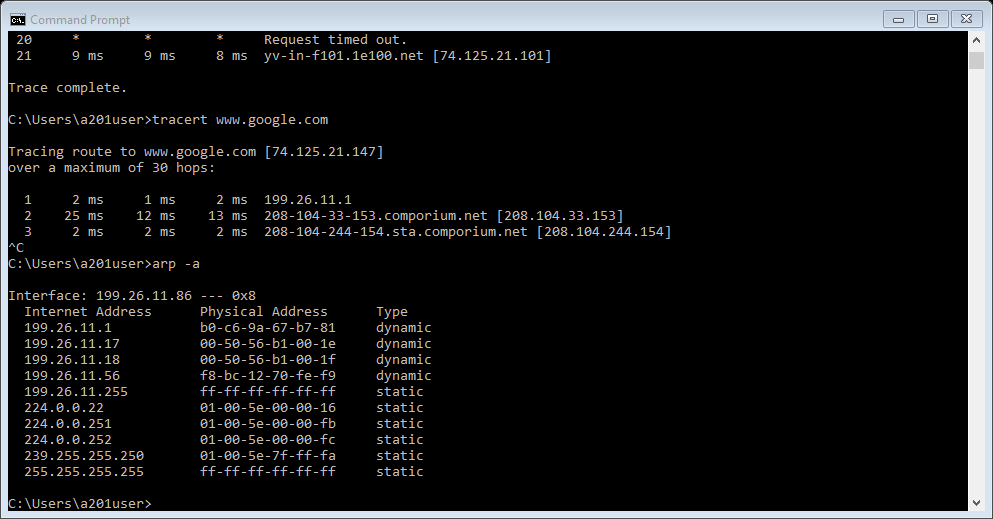 Command Prompt
20 * * * Request timed out.
21 9 ms 9 ms 8 ms yv-in-f101.1e100.net [74.125.21.101]
Trace complete.
C:\Users\a201user>tracert www.google.com
Tracing route to www.google.com [74.125.21.147]
over a maximum of 30 hops:
1 2 ms 1 ms 2 ms 199.26.11.1
2 25 ms 12 ms 13 ms 208-104-33-153.comporium.net [208.104.33.153]
3 2 ms 2 ms 2 ms 208-104-244-154.sta.comporium.net [208.104.244.154]
^C
C:\Users\a201user>arp -a
Interface: 199.26.11.86 --- 0x8
Internet Address Physical Address Type
199.26.11.1 b0-c6-9a-67-b7-81 dynamic
199.26.11.17 00-50-56-b1-00-1e dynamic
199.26.11.18 00-50-56-b1-00-1f dynamic
199.26.11.56 f8-bc-12-70-fe-f9 dynamic
199.26.11.255 ff-ff-ff-ff-ff-ff static
224.0.0.22 01-00-5e-00-00-16 static
224.0.0.251 01-00-5e-00-00-fb static
224.0.0.252 01-00-5e-00-00-fc static
239.255.255.250 01-00-5e-7f-ff-fa static
255.255.255.255 ff-ff-ff-ff-ff-ff static
C:\Users\a201user>